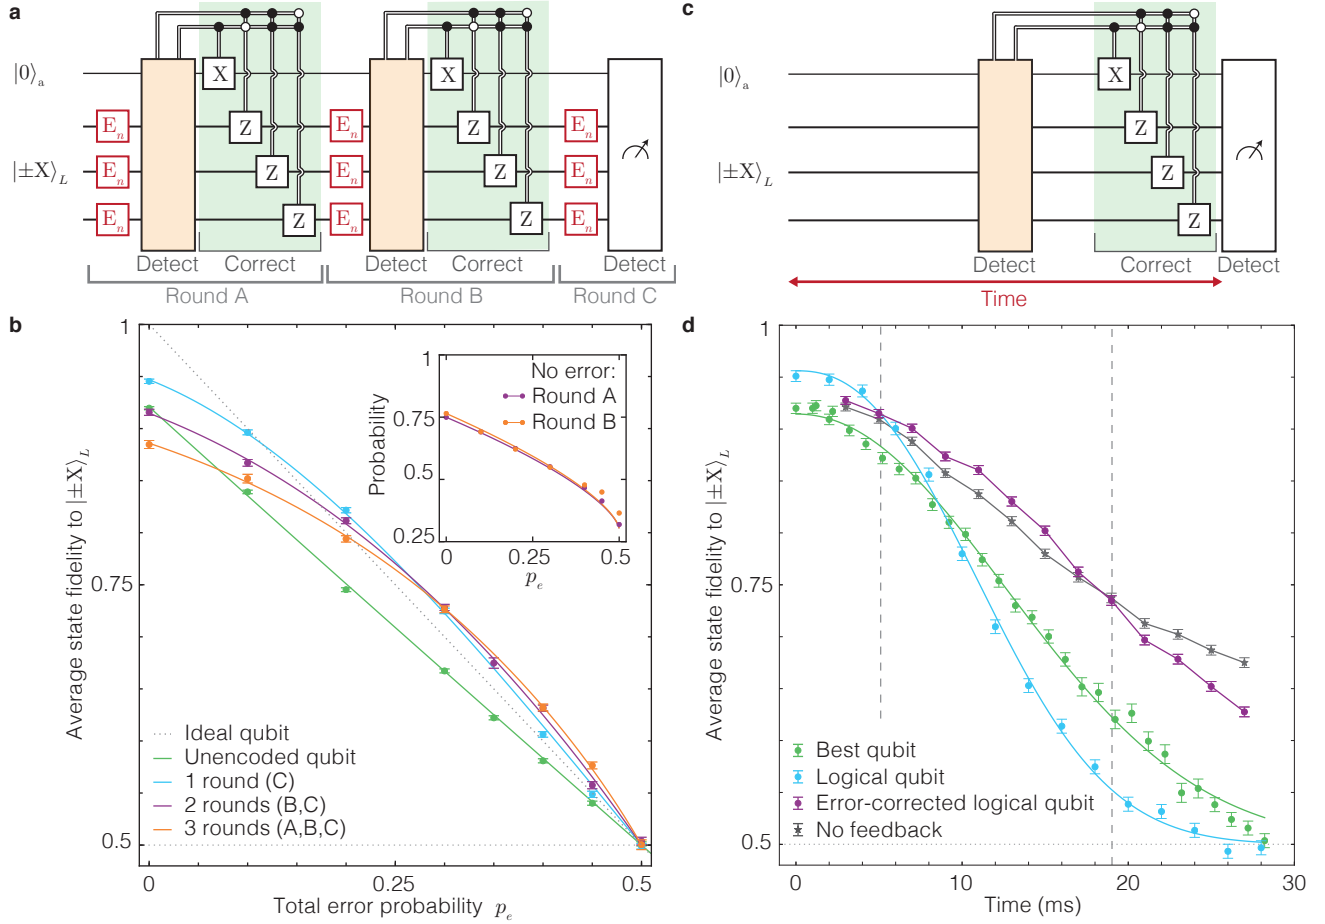 a
|0⟩a
|±X⟩L
En
En
En
X
Z
Z
Z
En
En
En
X
Z
Z
Z
En
En
En
Detect
Correct
Detect
Correct
Detect
Round A
Round B
Round C
c
|0⟩a
|±X⟩L
X
Z
Z
Z
Detect
Correct
Detect
Time
b
1
0.75
0.5
Average state fidelity to |±X⟩L
0
0.25
0.5
Total error probability pe
Ideal qubit
Unencoded qubit
1 round (C)
2 rounds (B,C)
3 rounds (A,B,C)
1
0.75
0.5
0.25
Probability
No error:
Round A
Round B
0
0.25
0.5
pe
d
1
0.75
0.5
Average state fidelity to |±X⟩L
Best qubit
Logical qubit
Error-corrected logical qubit
No feedback
0
10
20
30
Time (ms)